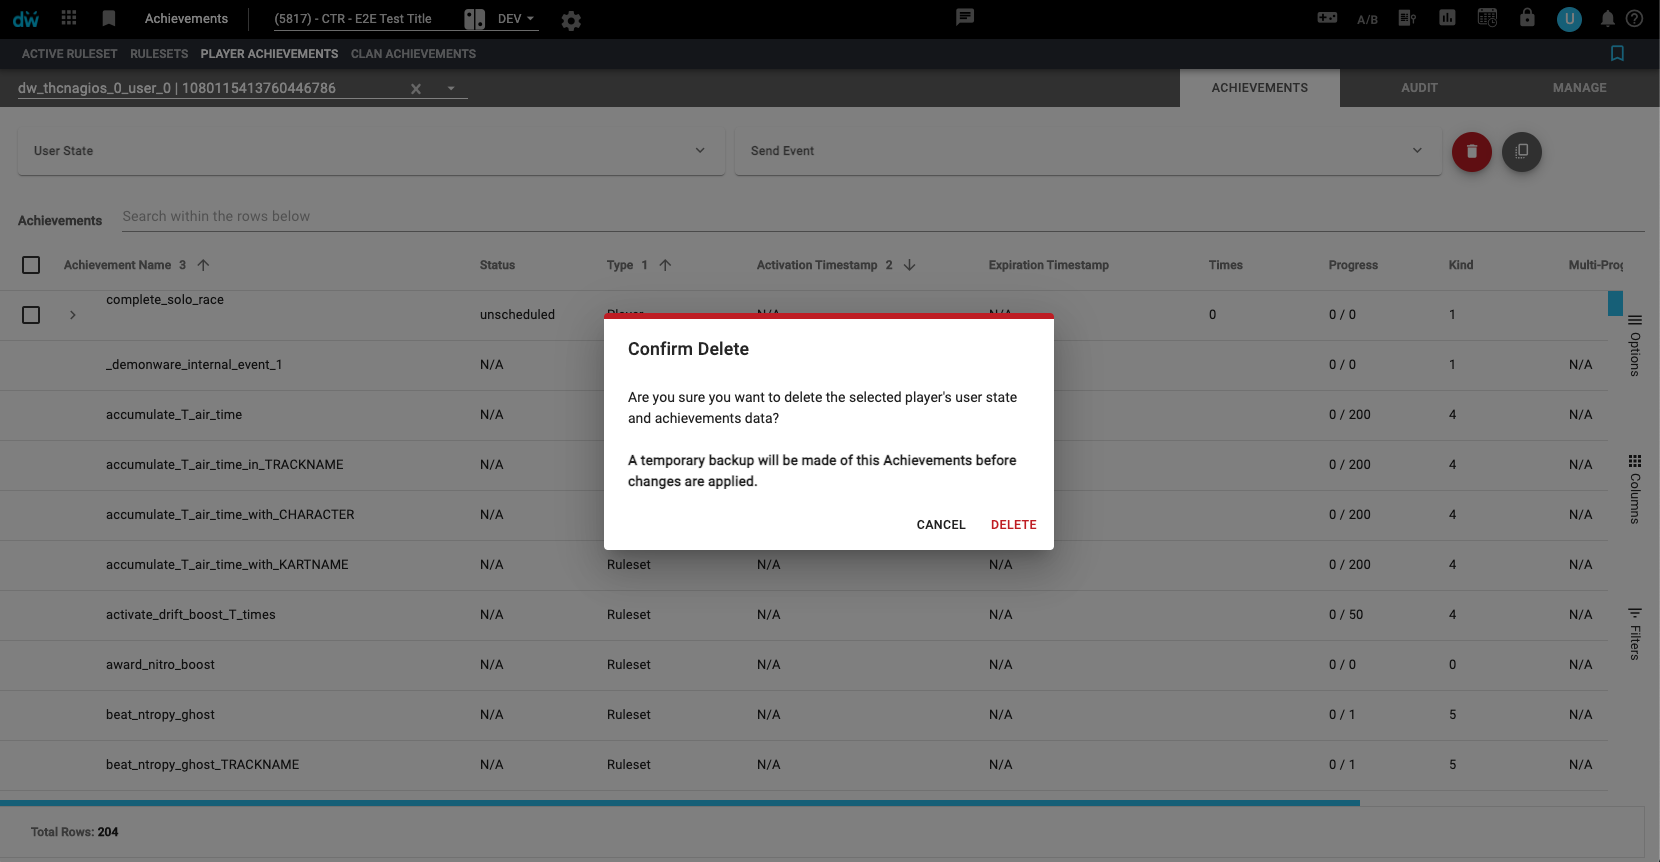 dw
Achievements
(5817) - CTR - E2E Test Title
DEV
A/B
U
ACTIVE RULESET
RULESETS
PLAYER ACHIEVEMENTS
CLAN ACHIEVEMENTS
dw_thcnagios_0_user_0 | 1080115413760446786
ACHIEVEMENTS
AUDIT
MANAGE
User State
Send Event
Achievements
Search within the rows below
Achievement Name 3
Status
Type 1
Activation Timestamp 2
Expiration Timestamp
Times
Progress
Kind
Multi-Prog
complete_solo_race
unscheduled
Player
N/A
N/A
0
0 / 0
1
_demonware_internal_event_1
N/A
0 / 0
1
N/A
accumulate_T_air_time
N/A
0 / 200
4
N/A
accumulate_T_air_time_in_TRACKNAME
N/A
0 / 200
4
N/A
accumulate_T_air_time_with_CHARACTER
N/A
0 / 200
4
N/A
accumulate_T_air_time_with_KARTNAME
N/A
Ruleset
N/A
N/A
0 / 200
4
N/A
activate_drift_boost_T_times
N/A
Ruleset
N/A
N/A
0 / 50
4
N/A
award_nitro_boost
N/A
Ruleset
N/A
N/A
0 / 0
0
N/A
beat_ntropy_ghost
N/A
Ruleset
N/A
N/A
0 / 1
5
N/A
beat_ntropy_ghost_TRACKNAME
N/A
Ruleset
N/A
N/A
0 / 1
5
N/A
Options
Columns
Filters
Total Rows: 204
Confirm Delete
Are you sure you want to delete the selected player's user state
and achievements data?
A temporary backup will be made of this Achievements before
changes are applied.
CANCEL
DELETE